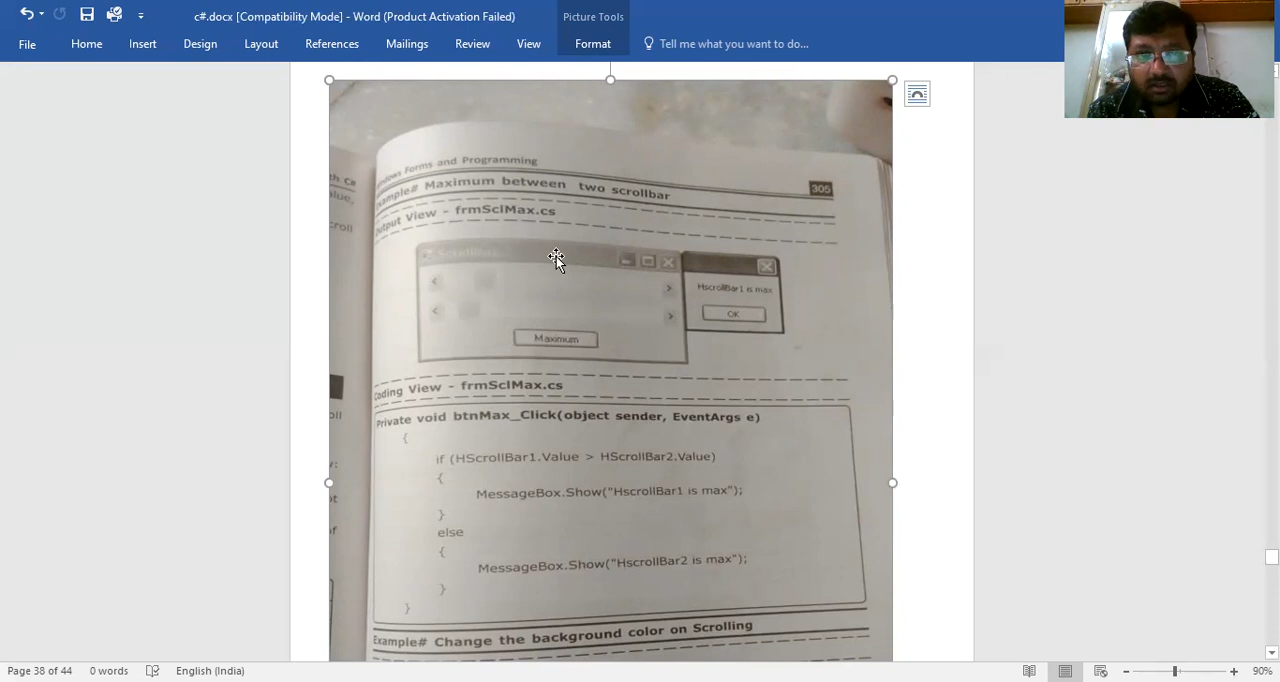 c#.docx [Compatibility Mode] - Word (Product Activation Failed)
Picture Tools
File Home Insert Design Layout References Mailings Review View Format Tell me what you want to do...
Forms and Programming
305
Example# Maximum between two scrollbar
Output View - frmSclMax.cs
HscrollBar1 is max
OK
Maximum
Coding View - frmSclMax.cs
Private void btnMax_Click(object sender, EventArgs e)
{
if (HScrollBar1.Value > HScrollBar2.Value)
{
MessageBox.Show("HscrollBar1 is max");
}
else
{
MessageBox.Show("HscrollBar2 is max");
}
}
Example# Change the background color on Scrolling
Page 38 of 44 0 words English (India) 90%